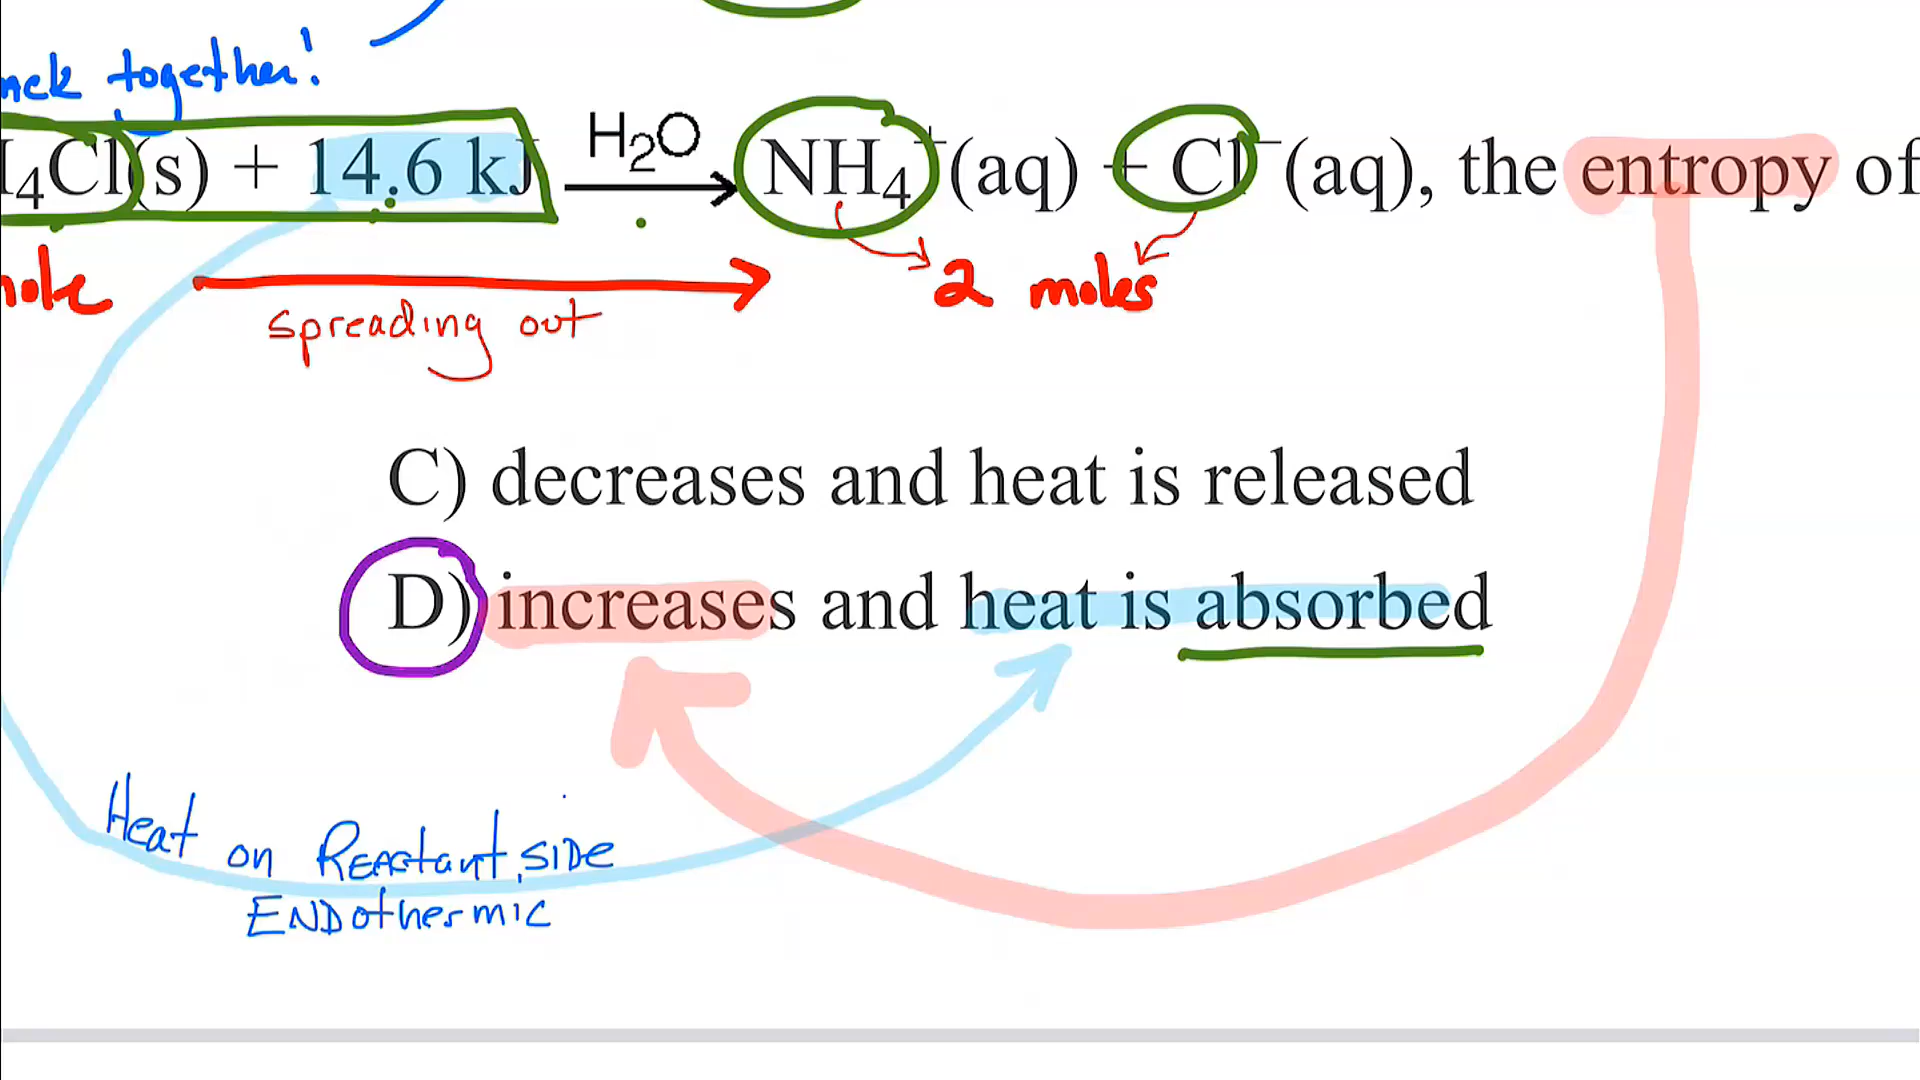 together!
4Cl(s) + 14.6 kJ H₂O NH₄⁺(aq) + Cl⁻(aq), the entropy of
2 moles
spreading out
C) decreases and heat is released
D) increases and heat is absorbed
Heat on Reactant SIDE
ENDothermic